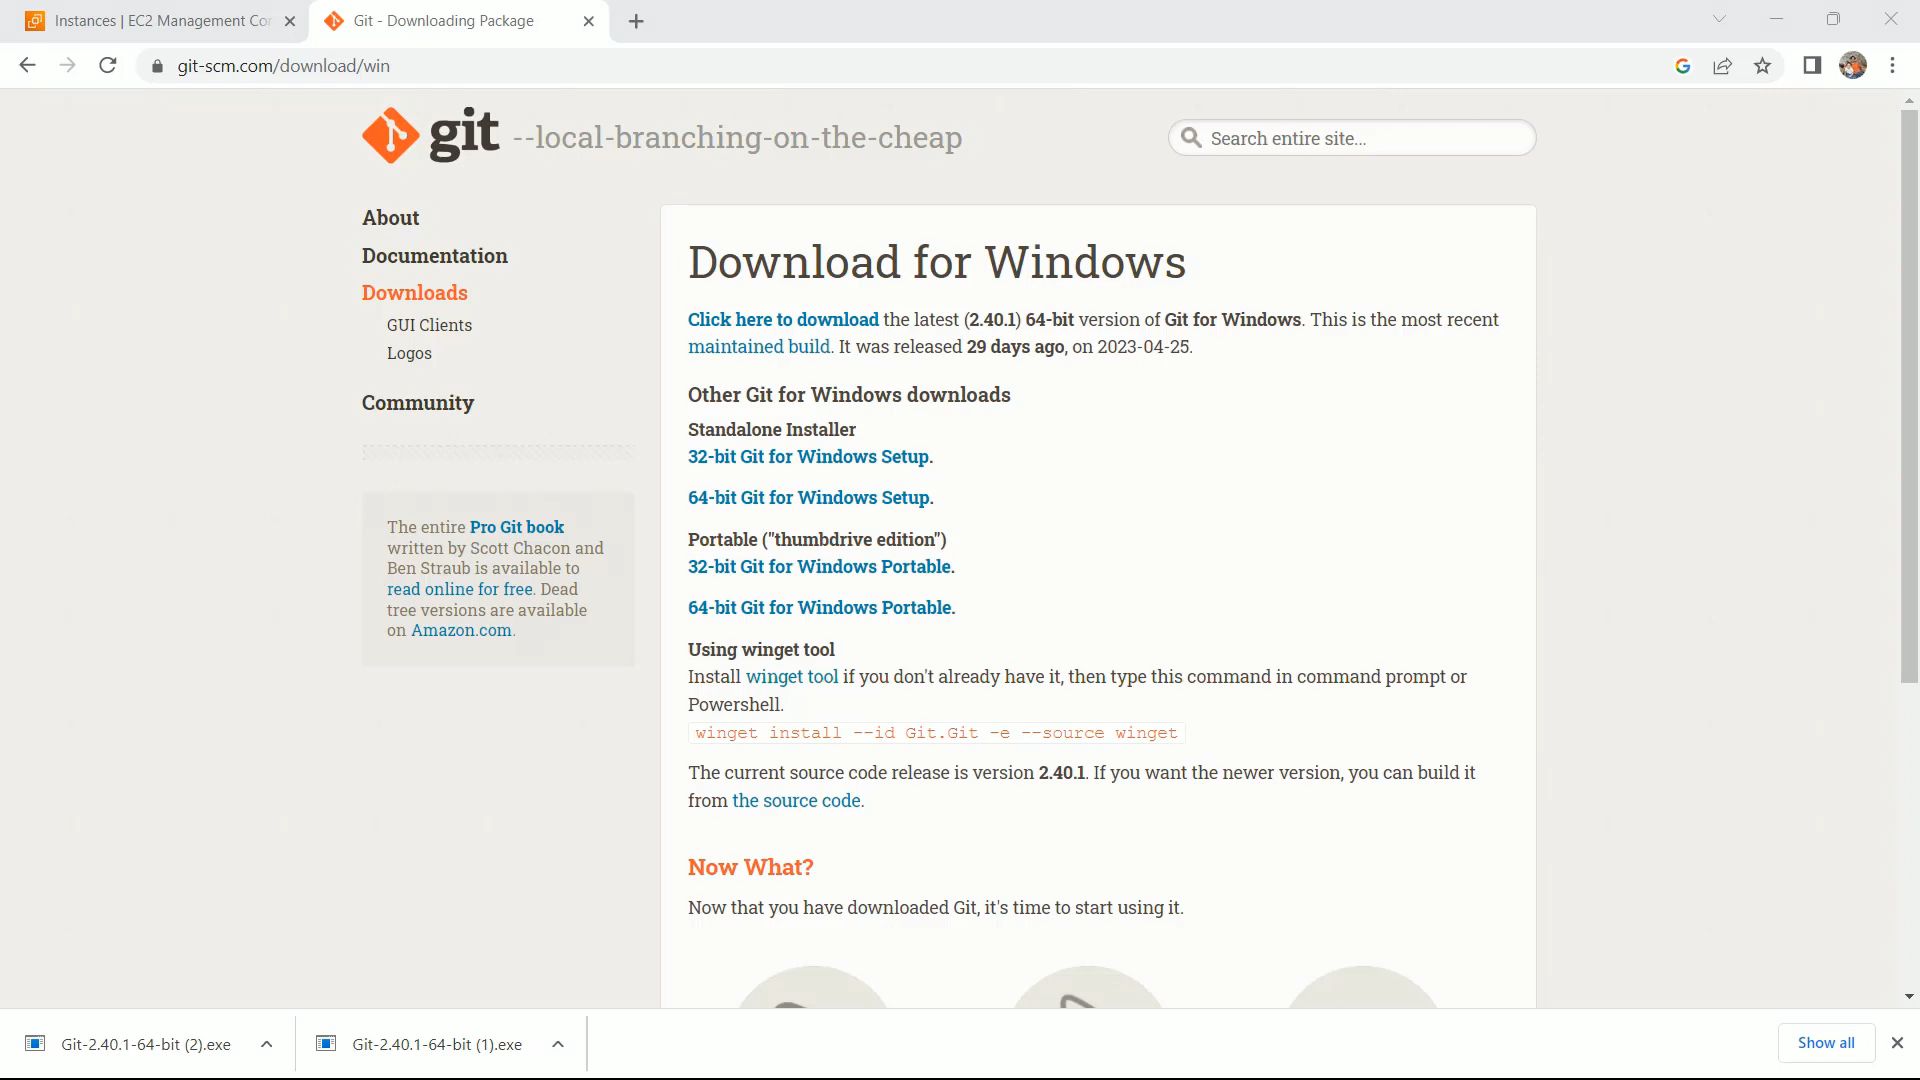 Instances | EC2 Management Con
Git - Downloading Package
git-scm.com/download/win
git --local-branching-on-the-cheap
Search entire site...
About
Documentation
Downloads
GUI Clients
Logos
Community
The entire Pro Git book
written by Scott Chacon and
Ben Straub is available to
read online for free. Dead
tree versions are available
on Amazon.com.
Download for Windows
Click here to download the latest (2.40.1) 64-bit version of Git for Windows. This is the most recent
maintained build. It was released 29 days ago, on 2023-04-25.
Other Git for Windows downloads
Standalone Installer
32-bit Git for Windows Setup.
64-bit Git for Windows Setup.
Portable ("thumbdrive edition")
32-bit Git for Windows Portable.
64-bit Git for Windows Portable.
Using winget tool
Install winget tool if you don't already have it, then type this command in command prompt or
Powershell.
winget install --id Git.Git -e --source winget
The current source code release is version 2.40.1. If you want the newer version, you can build it
from the source code.
Now What?
Now that you have downloaded Git, it's time to start using it.
Git-2.40.1-64-bit (2).exe
Git-2.40.1-64-bit (1).exe
Show all